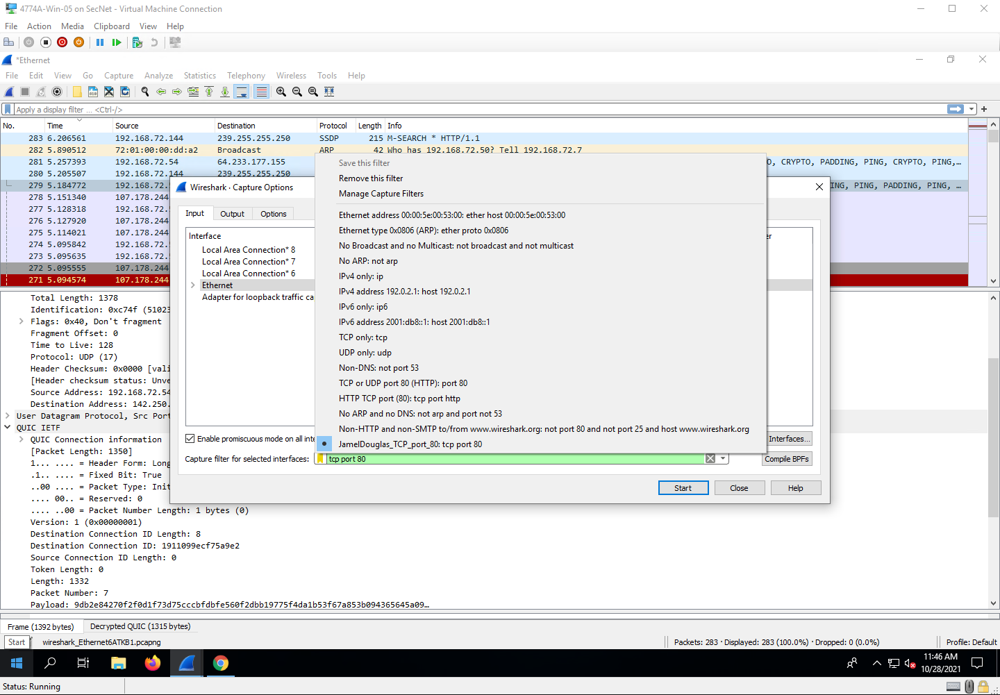 4774A-Win-05 on SecNet - Virtual Machine Connection
File Action Media Clipboard View Help
*Ethernet
File Edit View Go Capture Analyze Statistics Telephony Wireless Tools Help
Apply a display filter ... <Ctrl-/>
No. Time Source Destination Protocol Length Info
283 6.206561 192.168.72.144 239.255.255.250 SSDP 215 M-SEARCH * HTTP/1.1
282 5.890512 72:01:00:00:dd:a2 Broadcast ARP 42 Who has 192.168.72.50? Tell 192.168.72.7
281 5.257393 192.168.72.54 64.233.177.155 O, CRYPTO, PADDING, PING, CRYPTO, PING,…
280 5.205507 192.168.72.144 239.255.255.250
279 5.184772 192.168.72. ING, PING, PADDING, PING, …
278 5.151340 107.178.244
277 5.128318 192.168.72.
276 5.127920 107.178.244
275 5.114021 107.178.244
274 5.095842 192.168.72.
273 5.095635 192.168.72.
272 5.095555 107.178.244
271 5.094574 107.178.244
Save this filter
Remove this filter
Manage Capture Filters
Ethernet address 00:00:5e:00:53:00: ether host 00:00:5e:00:53:00
Ethernet type 0x0806 (ARP): ether proto 0x0806
No Broadcast and no Multicast: not broadcast and not multicast
No ARP: not arp
IPv4 only: ip
IPv4 address 192.0.2.1: host 192.0.2.1
IPv6 only: ip6
IPv6 address 2001:db8::1: host 2001:db8::1
TCP only: tcp
UDP only: udp
Non-DNS: not port 53
TCP or UDP port 80 (HTTP): port 80
HTTP TCP port (80): tcp port http
No ARP and no DNS: not arp and port not 53
Non-HTTP and non-SMTP to/from www.wireshark.org: not port 80 and not port 25 and host www.wireshark.org
JamelDouglas_TCP_port_80: tcp port 80
Wireshark · Capture Options
Input Output Options
Interface er
Local Area Connection* 8
Local Area Connection* 7
Local Area Connection* 6
Ethernet
Adapter for loopback traffic ca
Enable promiscuous mode on all inte Interfaces...
Capture filter for selected interfaces: tcp port 80 Compile BPFs
Start Close Help
Total Length: 1378
Identification: 0xc74f (51023
Flags: 0x40, Don't fragment
Fragment Offset: 0
Time to Live: 128
Protocol: UDP (17)
Header Checksum: 0x0000 [vali
[Header checksum status: Unve
Source Address: 192.168.72.54
Destination Address: 142.250.
User Datagram Protocol, Src Port
QUIC IETF
QUIC Connection information
[Packet Length: 1350]
1... .... = Header Form: Long
.1.. .... = Fixed Bit: True
..00 .... = Packet Type: Init
.... 00.. = Reserved: 0
.... ..00 = Packet Number Length: 1 bytes (0)
Version: 1 (0x00000001)
Destination Connection ID Length: 8
Destination Connection ID: 1911099ecf75a9e2
Source Connection ID Length: 0
Token Length: 0
Length: 1332
Packet Number: 7
Payload: 9db2e84270f2f0d1f73d75cccbfdbfe560f2dbb19775f4da1b53f67a853b094365645a09…
Frame (1392 bytes) Decrypted QUIC (1315 bytes)
Start wireshark_Ethernet6ATKB1.pcapng Packets: 283 · Displayed: 283 (100.0%) · Dropped: 0 (0.0%) Profile: Default
11:46 AM
10/28/2021
Status: Running